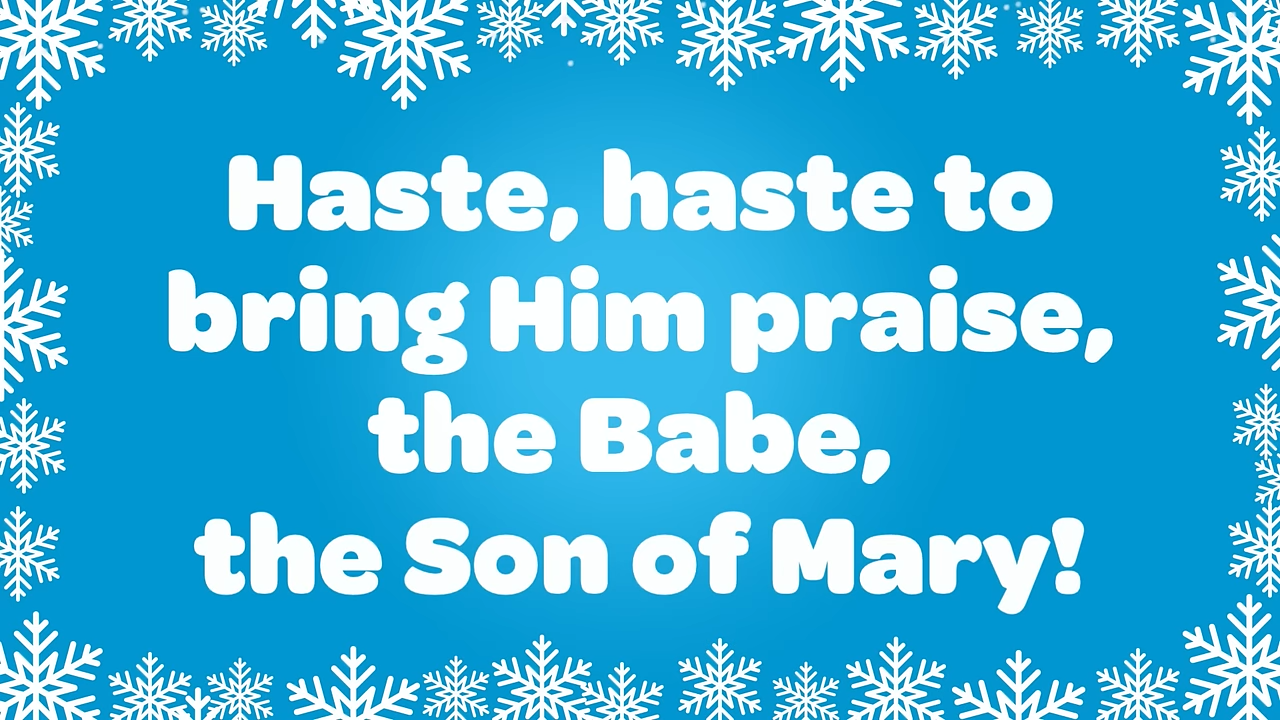 Haste, haste to
bring Him praise,
the Babe,
the Son of Mary!